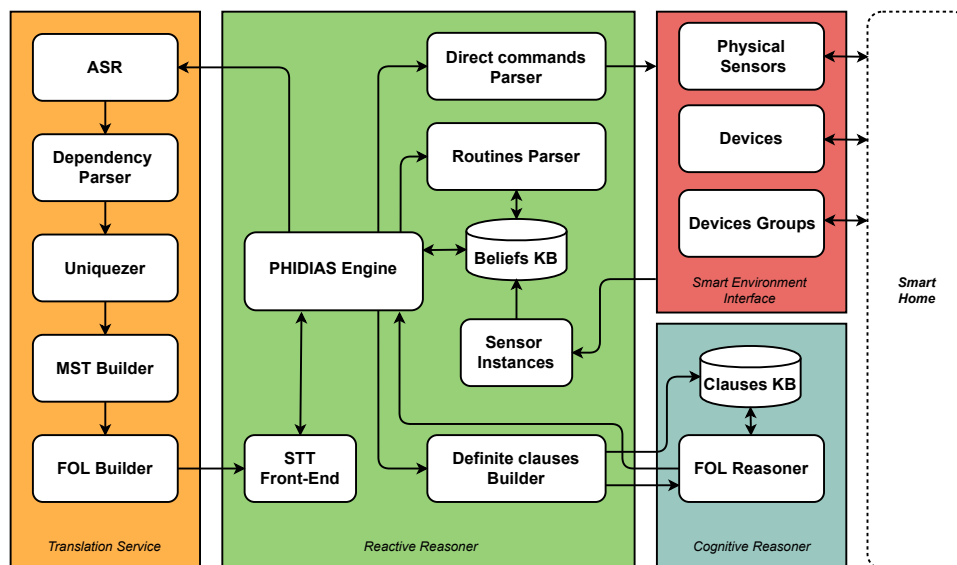 ASR
Dependency
Parser
Uniquezer
MST Builder
FOL Builder
Translation Service
Direct commands
Parser
Routines Parser
PHIDIAS Engine
Beliefs KB
Sensor
Instances
STT
Front-End
Definite clauses
Builder
Reactive Reasoner
Physical
Sensors
Devices
Devices Groups
Smart Environment
Interface
Clauses KB
FOL Reasoner
Cognitive Reasoner
Smart
Home